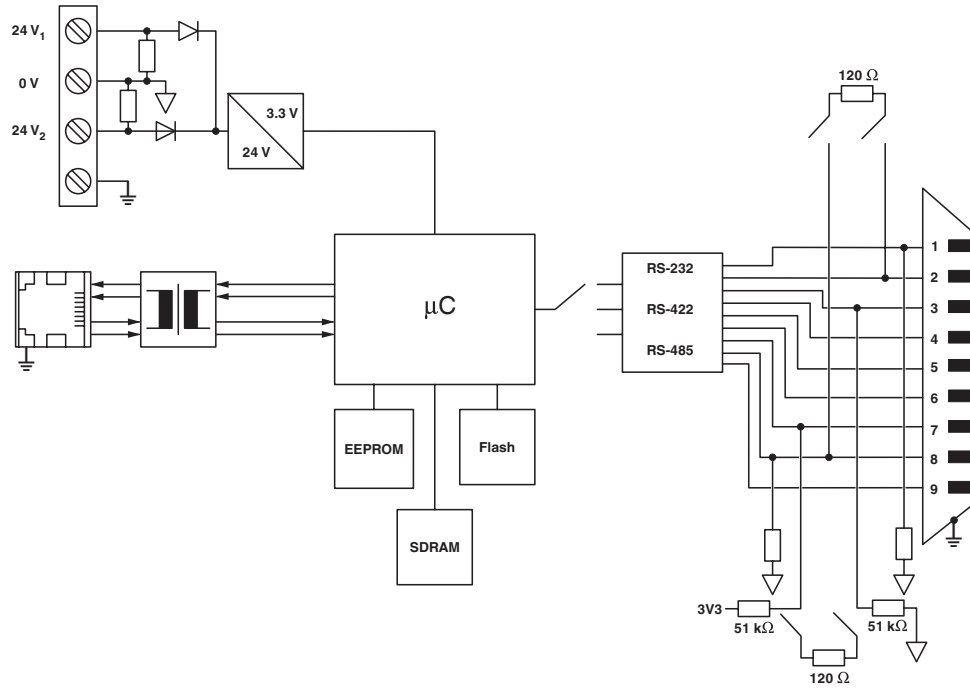 24 V1
0 V
24 V2
3.3 V
24 V
120 Ω
µC
RS-232
RS-422
RS-485
1
2
3
4
5
6
7
8
9
EEPROM
Flash
SDRAM
3V3
51 kΩ
51 kΩ
120 Ω